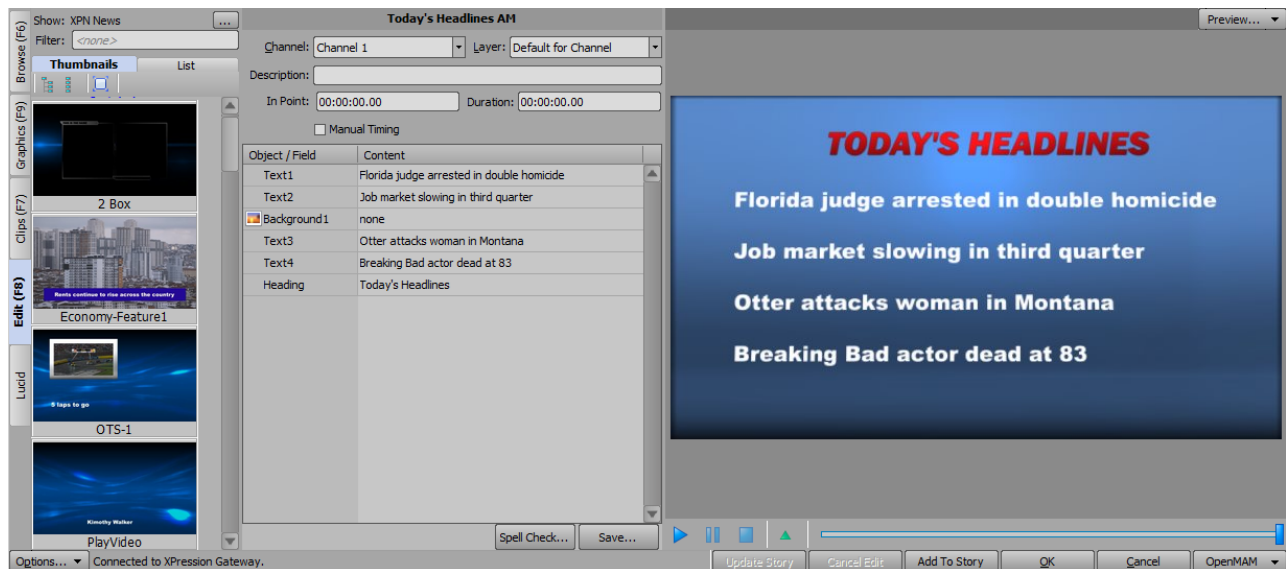 Show: XPN News
...
Filter: <none>
Thumbnails
List
Browse (F6)
Graphics (F9)
Clips (F7)
Edit (F8)
Lucid
2 Box
Rents continue to rise across the country
Economy-Feature1
5 laps to go
OTS-1
Kimothy Walker
PlayVideo
Today's Headlines AM
Channel: Channel 1 Layer: Default for Channel
Description:
In Point: 00:00:00.00 Duration: 00:00:00.00
Manual Timing
Object / Field Content
Text1 Florida judge arrested in double homicide
Text2 Job market slowing in third quarter
Background1 none
Text3 Otter attacks woman in Montana
Text4 Breaking Bad actor dead at 83
Heading Today's Headlines
Spell Check... Save...
Preview...
TODAY'S HEADLINES
Florida judge arrested in double homicide
Job market slowing in third quarter
Otter attacks woman in Montana
Breaking Bad actor dead at 83
Options... Connected to XPression Gateway.
Update Story Cancel Edit Add To Story OK Cancel OpenMAM